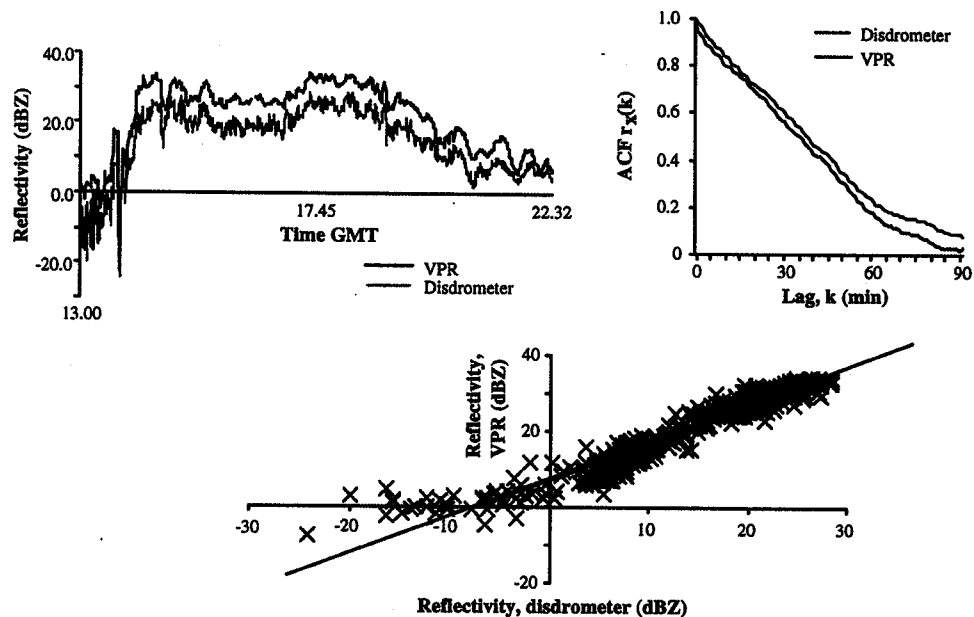 Reflectivity (dBZ)
40.0
20.0
0.0
-20.0
13.00
17.45
22.32
Time GMT
VPR
Disdrometer
ACF rₓ(k)
1.0
0.8
0.6
0.4
0.2
0
0
30
60
90
Lag, k (min)
Disdrometer
VPR
Reflectivity,
VPR (dBZ)
40
20
-20
-30
-20
-10
0
10
20
30
Reflectivity, disdrometer (dBZ)